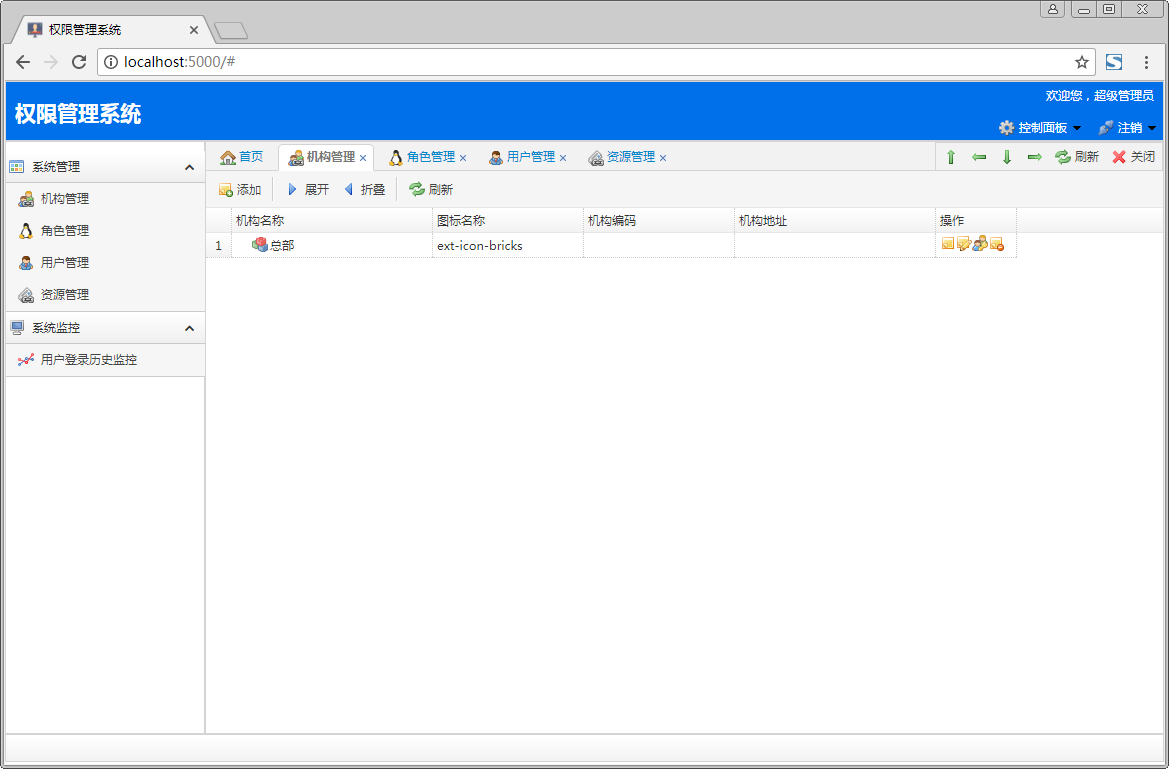 权限管理系统
localhost:5000/#
欢迎您，超级管理员
权限管理系统
控制面板 注销
系统管理
机构管理
角色管理
用户管理
资源管理
系统监控
用户登录历史监控
首页 机构管理 角色管理 用户管理 资源管理 刷新 关闭
添加 展开 折叠 刷新
机构名称 图标名称 机构编码 机构地址 操作
1 总部 ext-icon-bricks